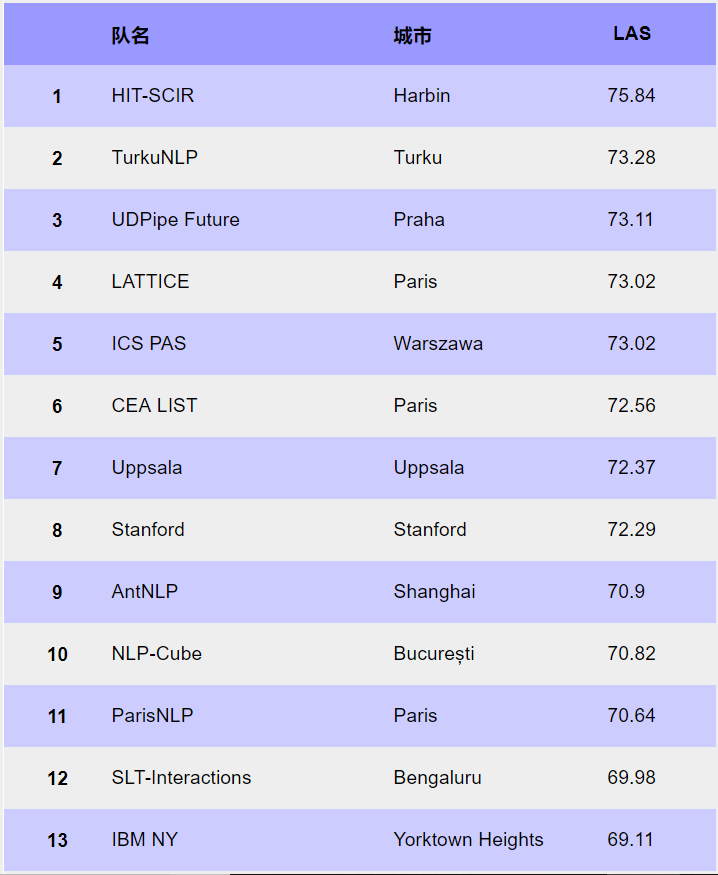 队名 城市 LAS
1 HIT-SCIR Harbin 75.84
2 TurkuNLP Turku 73.28
3 UDPipe Future Praha 73.11
4 LATTICE Paris 73.02
5 ICS PAS Warszawa 73.02
6 CEA LIST Paris 72.56
7 Uppsala Uppsala 72.37
8 Stanford Stanford 72.29
9 AntNLP Shanghai 70.9
10 NLP-Cube București 70.82
11 ParisNLP Paris 70.64
12 SLT-Interactions Bengaluru 69.98
13 IBM NY Yorktown Heights 69.11